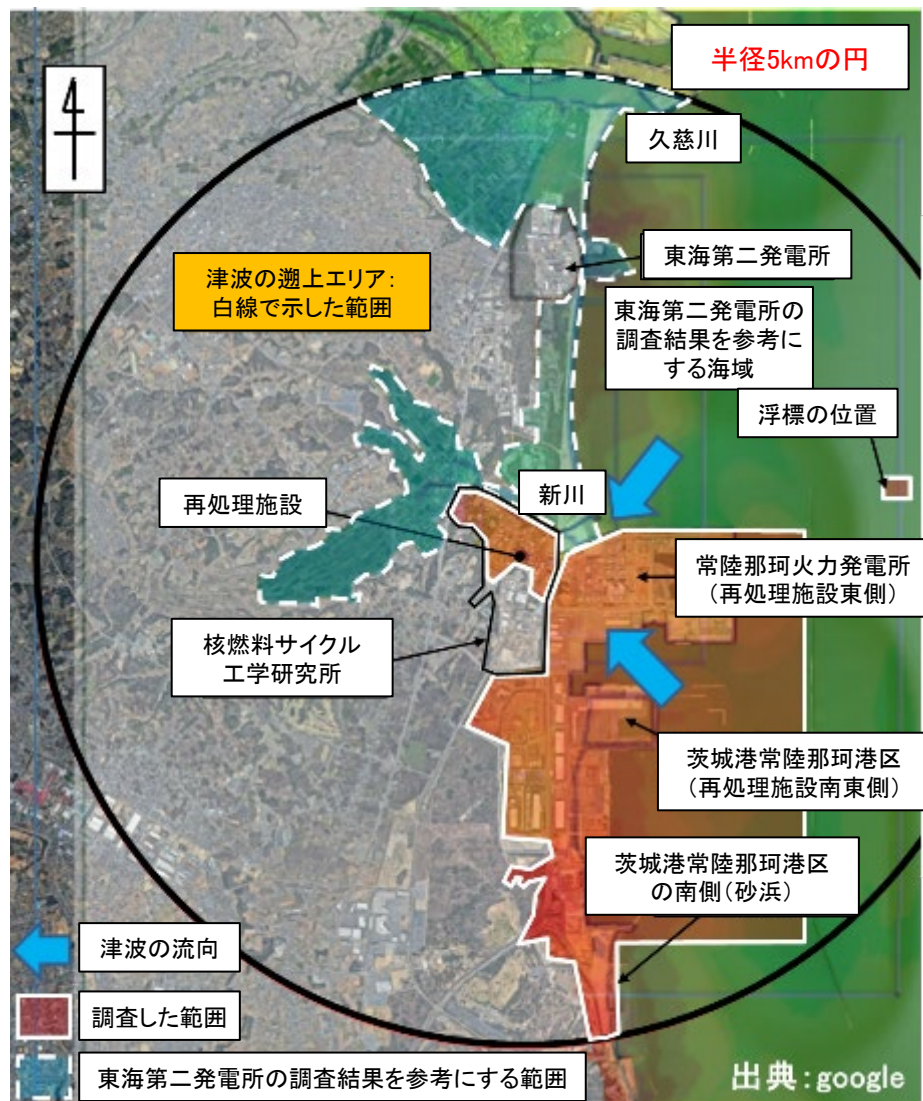 半径5kmの円
久慈川
東海第二発電所
津波の遡上エリア：
白線で示した範囲
東海第二発電所の
調査結果を参考に
する海域
浮標の位置
新川
再処理施設
常陸那珂火力発電所
（再処理施設東側）
核燃料サイクル
工学研究所
茨城港常陸那珂港区
（再処理施設南東側）
茨城港常陸那珂港区
の南側（砂浜）
津波の流向
調査した範囲
東海第二発電所の調査結果を参考にする範囲
出典：google